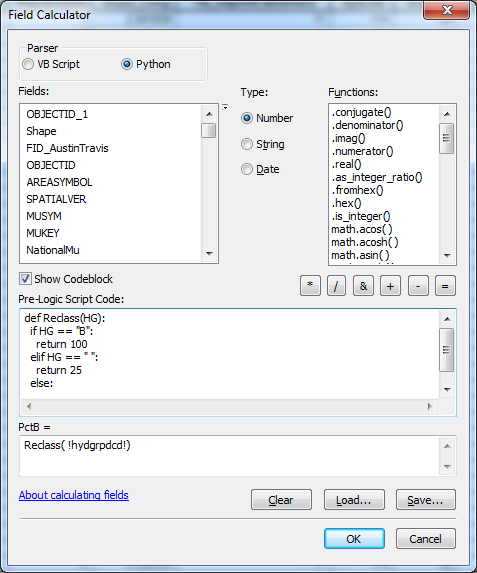 Field Calculator
Parser
VB Script Python
Fields:
Type:
Functions:
OBJECTID_1
Shape
FID_AustinTravis
OBJECTID
AREASYMBOL
SPATIALVER
MUSYM
MUKEY
NationalMu
Number
String
Date
.conjugate()
.denominator()
.imag()
.numerator()
.real()
.as_integer_ratio()
.fromhex()
.hex()
.is_integer()
math.acos( )
math.acosh( )
math.asin( )
Show Codeblock
* / & + - =
Pre-Logic Script Code:
def Reclass(HG):
if HG == "B":
return 100
elif HG == " ":
return 25
else:
PctB =
Reclass( !hydgrpdcd!)
About calculating fields
Clear Load... Save...
OK Cancel